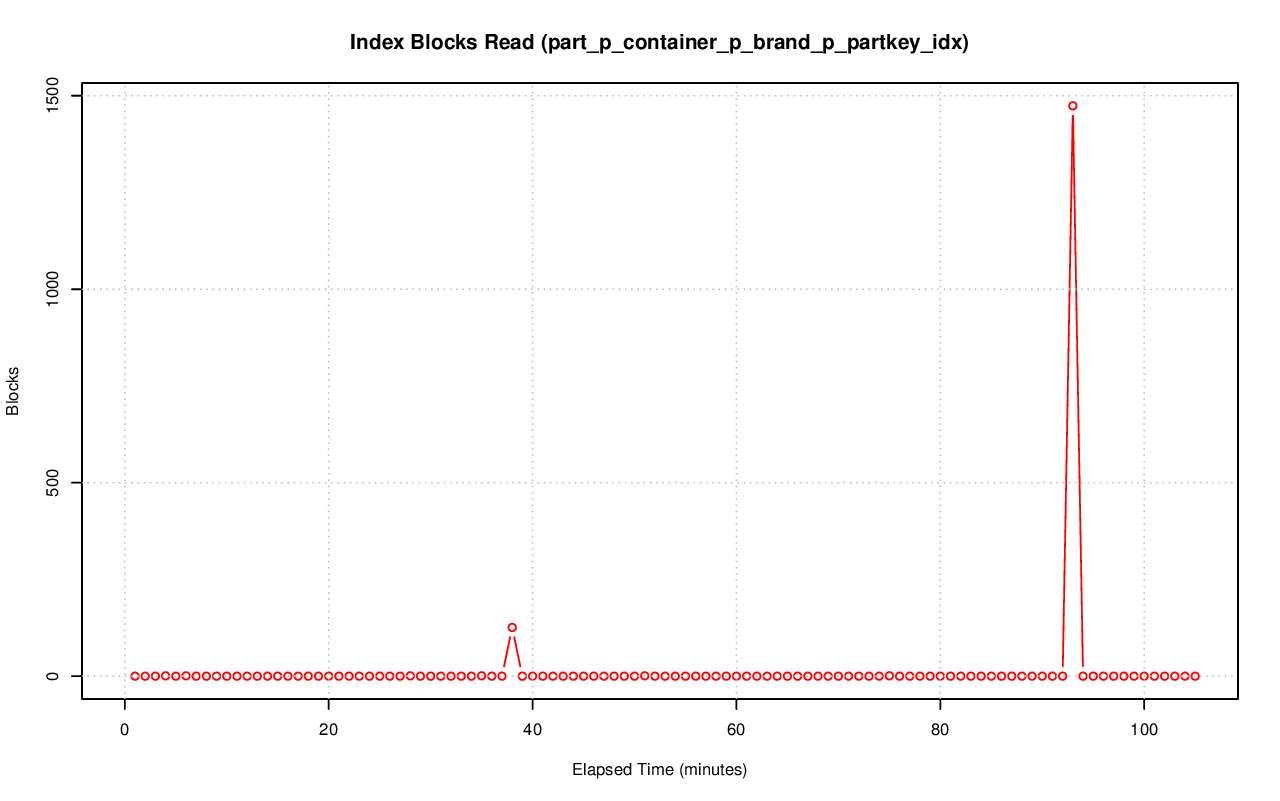 Index Blocks Read (part_p_container_p_brand_p_partkey_idx)
1500
1000
500
0
Blocks
0 20 40 60 80 100
Elapsed Time (minutes)